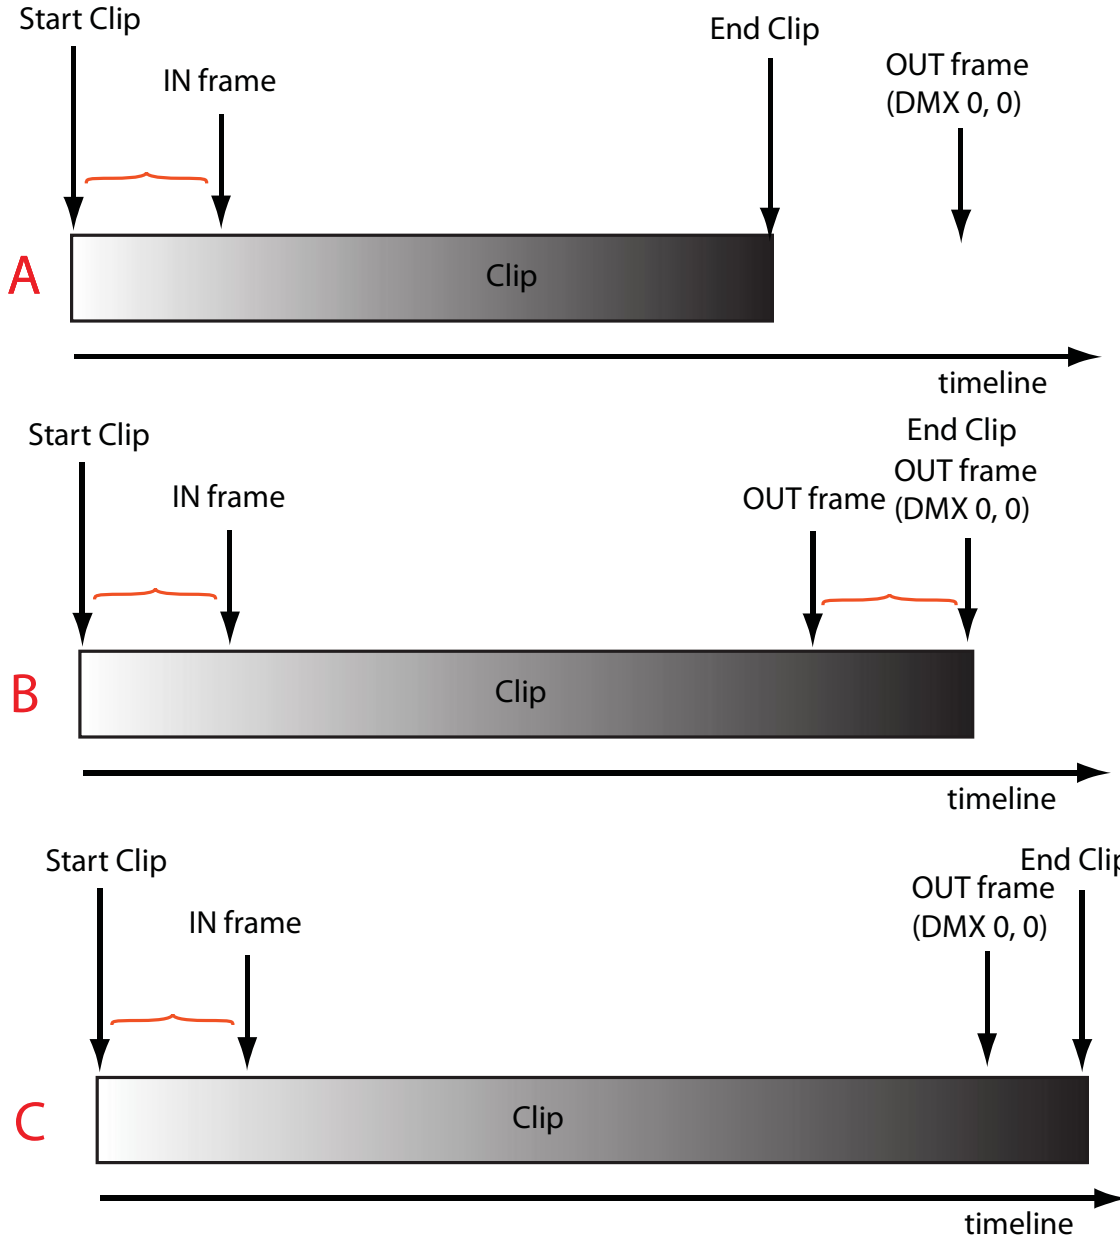 Start Clip
End Clip
IN frame
OUT frame
(DMX 0, 0)
A
Clip
timeline
Start Clip
End Clip
IN frame
OUT frame
OUT frame
(DMX 0, 0)
B
Clip
timeline
Start Clip
End Clip
IN frame
OUT frame
(DMX 0, 0)
C
Clip
timeline